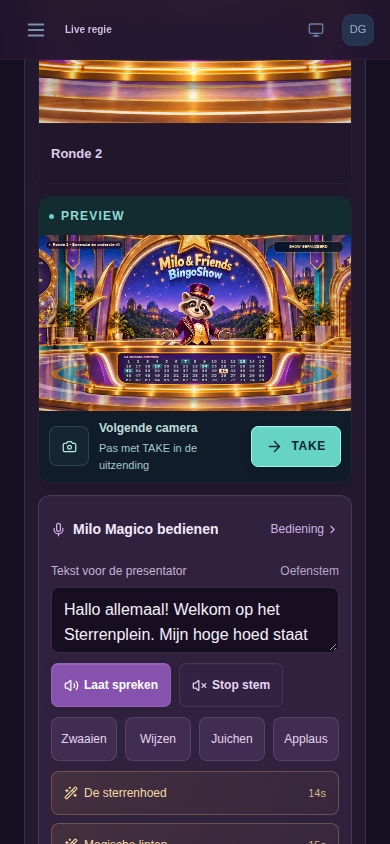 Live regie
DG
Ronde 2
PREVIEW
SHOW GEPAUZEERD
Milo & Friends
BingoShow
Volgende camera
Pas met TAKE in de
uitzending
TAKE
Milo Magico bedienen
Bediening
Tekst voor de presentator
Oefenstem
Hallo allemaal! Welkom op het
Sterrenplein. Mijn hoge hoed staat
Laat spreken
Stop stem
Zwaaien
Wijzen
Juichen
Applaus
De sterrenhoed
14s